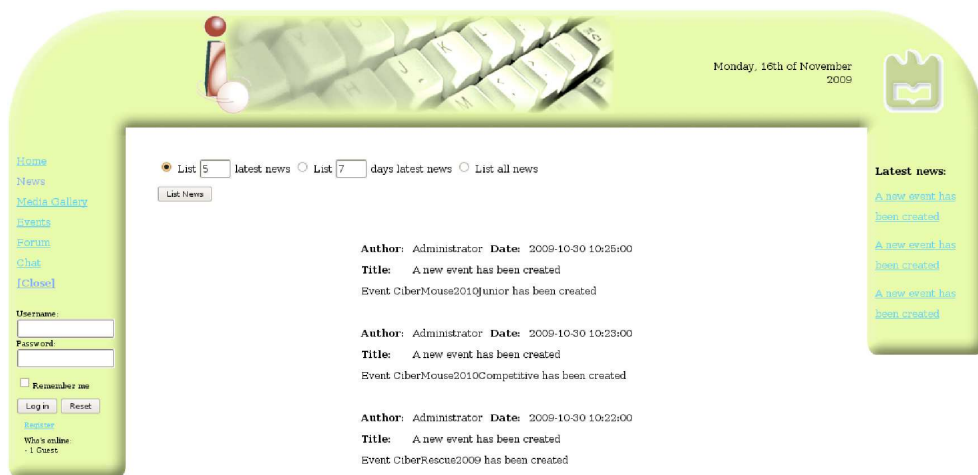 Monday, 16th of November
2009
Home
News
Media Gallery
Events
Forum
Chat
[Close]
Username:
Password:
Remember me
Log in Reset
Register
Who's online:
- 1 Guest
List 5 latest news List 7 days latest news List all news
List News
Author: Administrator Date: 2009-10-30 10:25:00
Title: A new event has been created
Event CiberMouse2010Junior has been created
Author: Administrator Date: 2009-10-30 10:23:00
Title: A new event has been created
Event CiberMouse2010Competitive has been created
Author: Administrator Date: 2009-10-30 10:22:00
Title: A new event has been created
Event CiberRescue2009 has been created
Latest news:
A new event has
been created
A new event has
been created
A new event has
been created